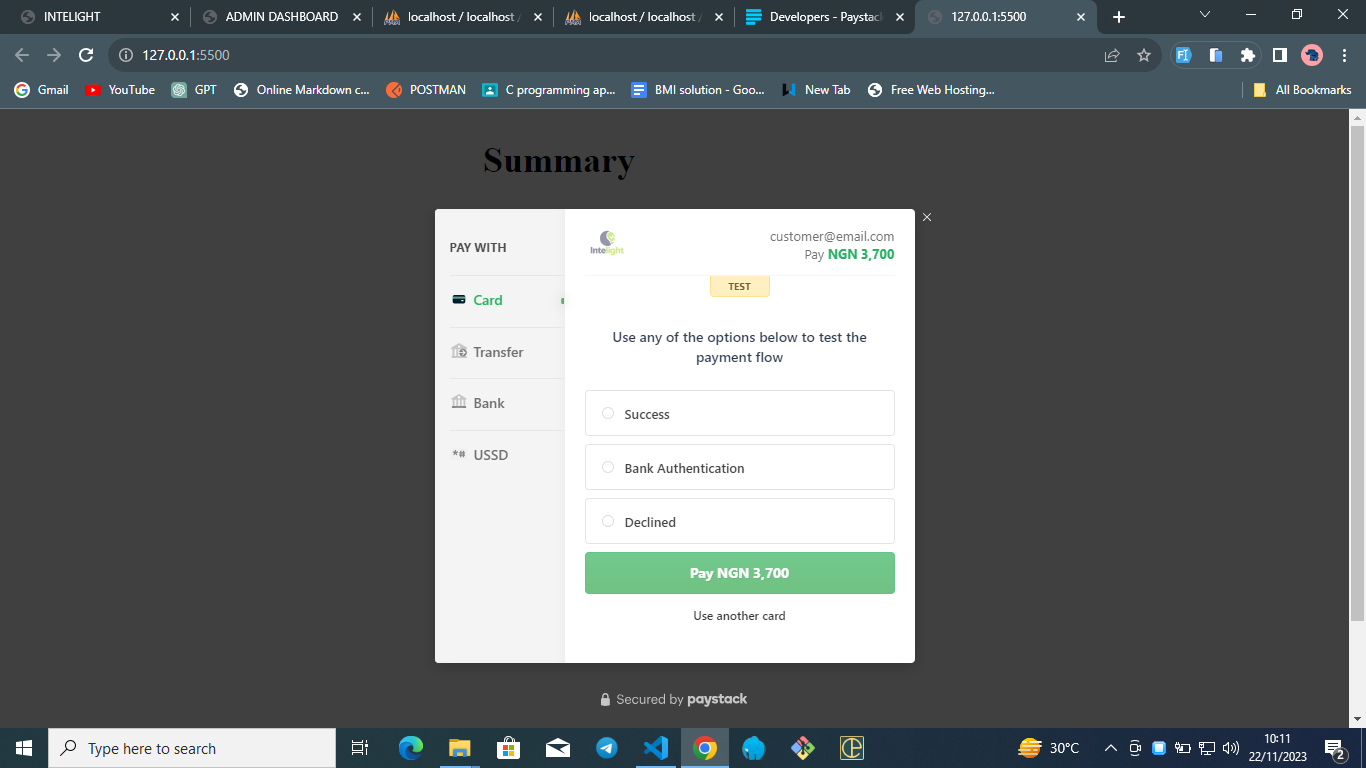 INTELIGHT
ADMIN DASHBOARD
localhost / localhost /
localhost / localhost /
Developers - Paystack
127.0.0.1:5500
127.0.0.1:5500
Gmail
YouTube
GPT
Online Markdown c...
POSTMAN
C programming ap...
BMI solution - Goo...
New Tab
Free Web Hosting...
All Bookmarks
Summary
PAY WITH
Card
Transfer
Bank
*# USSD
Intelight
customer@email.com
Pay NGN 3,700
TEST
Use any of the options below to test the
payment flow
Success
Bank Authentication
Declined
Pay NGN 3,700
Use another card
Secured by paystack
Type here to search
30°C
10:11
22/11/2023
2